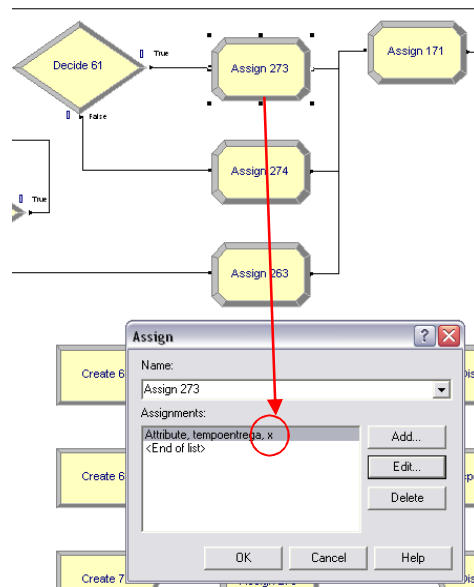 True
Decide 61
Assign 273
Assign 171
False
Assign 274
True
Assign 263
Assign
Name:
Assign 273
Assignments:
Attribute, tempoentrega, x
<End of list>
Add...
Edit...
Delete
OK
Cancel
Help
Create 6
Create 6
Create 7